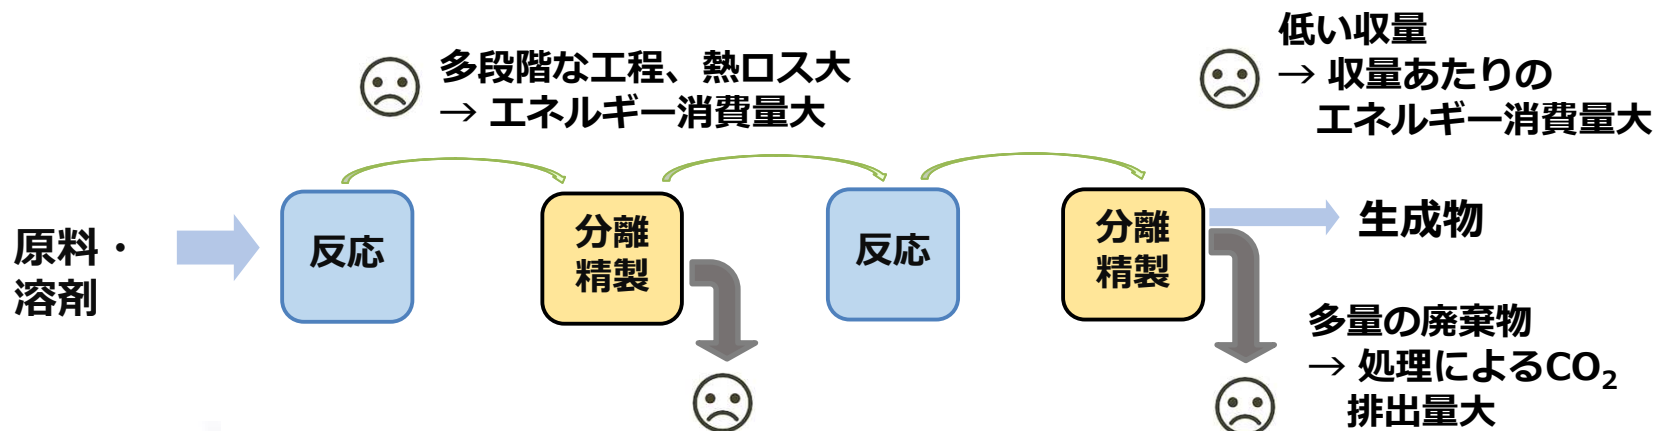 多段階な工程、熱ロス大
→ エネルギー消費量大
低い収量
→ 収量あたりの
エネルギー消費量大
原料・
溶剤
反応
分離
精製
反応
分離
精製
生成物
多量の廃棄物
→ 処理によるCO₂
排出量大